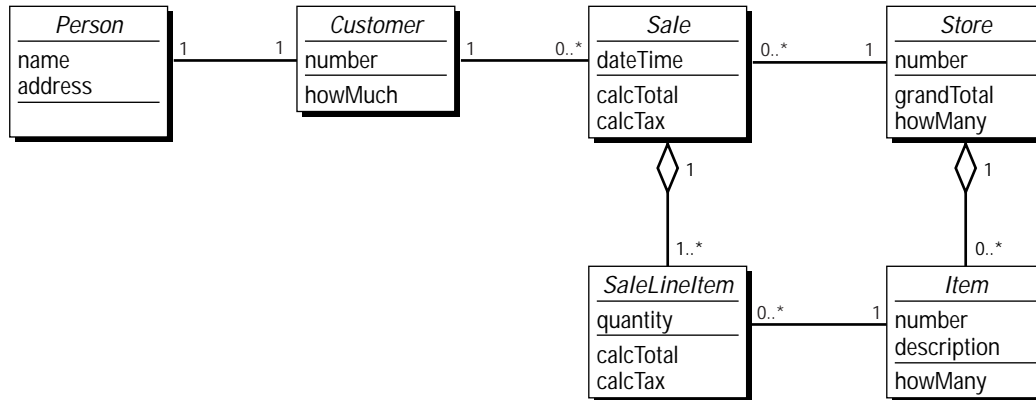 Person
name
address
1
1
Customer
number
howMuch
1
0..*
Sale
dateTime
calcTotal
calcTax
0..*
1
Store
number
grandTotal
howMany
1
1..*
1
0..*
SaleLineItem
quantity
calcTotal
calcTax
0..*
1
Item
number
description
howMany